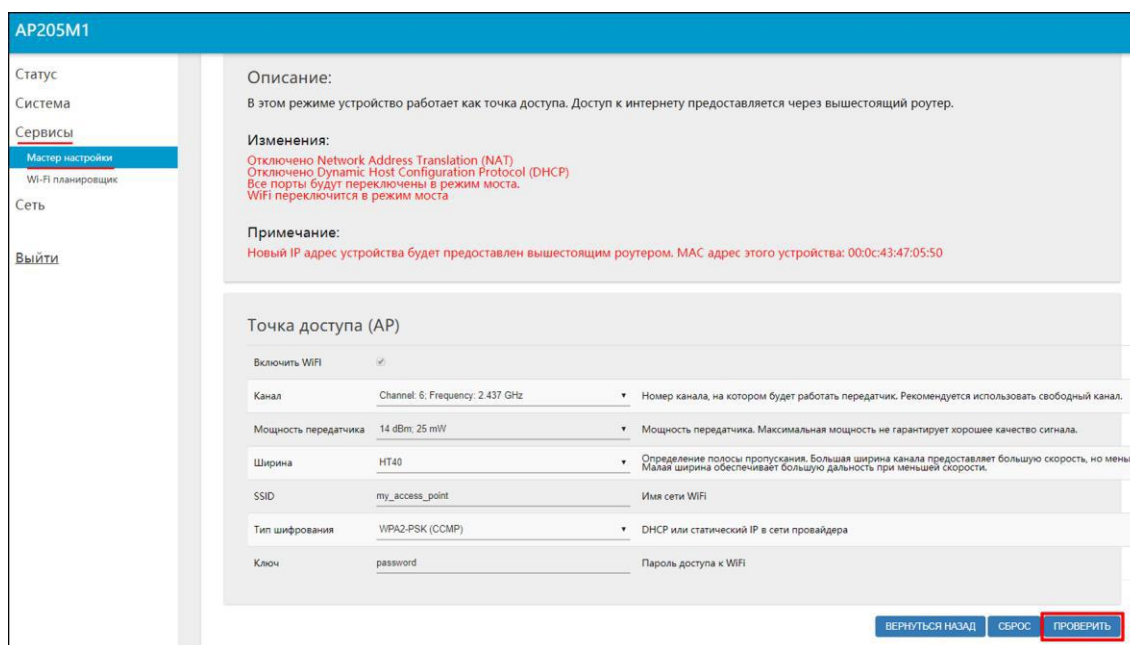 AP205M1
Статус
Система
Сервисы
Мастер настройки
Wi-Fi планировщик
Сеть
Выйти
Описание:
В этом режиме устройство работает как точка доступа. Доступ к интернету предоставляется через вышестоящий роутер.
Изменения:
Отключено Network Address Translation (NAT)
Отключено Dynamic Host Configuration Protocol (DHCP)
Все порты будут переключены в режим моста.
WiFi переключится в режим моста
Примечание:
Новый IP адрес устройства будет предоставлен вышестоящим роутером. MAC адрес этого устройства: 00:0c:43:47:05:50
Точка доступа (AP)
Включить WiFi
Канал Channel: 6; Frequency: 2.437 GHz Номер канала, на котором будет работать передатчик. Рекомендуется использовать свободный канал.
Мощность передатчика 14 dBm; 25 mW Мощность передатчика. Максимальная мощность не гарантирует хорошее качество сигнала.
Ширина HT40 Определение полосы пропускания. Большая ширина канала предоставляет большую скорость, но мень
Малая ширина обеспечивает большую дальность при меньшей скорости.
SSID my_access_point Имя сети WiFi
Тип шифрования WPA2-PSK (CCMP) DHCP или статический IP в сети провайдера
Ключ password Пароль доступа к WiFi
ВЕРНУТЬСЯ НАЗАД СБРОС ПРОВЕРИТЬ